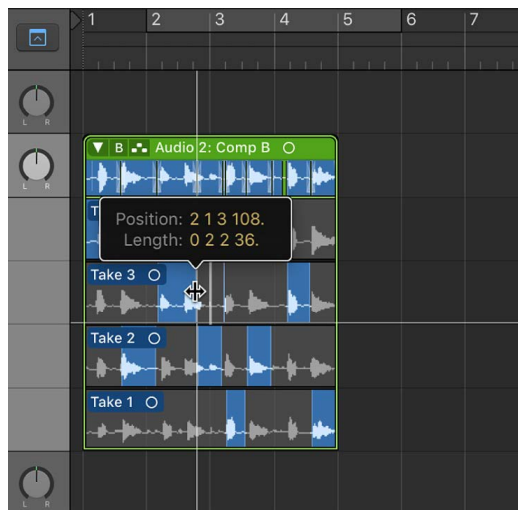 1 2 3 4 5 6 7
L R
B Audio 2: Comp B
L R
T
Position: 2 1 3 108.
Length: 0 2 2 36.
Take 3
Take 2
Take 1
L R